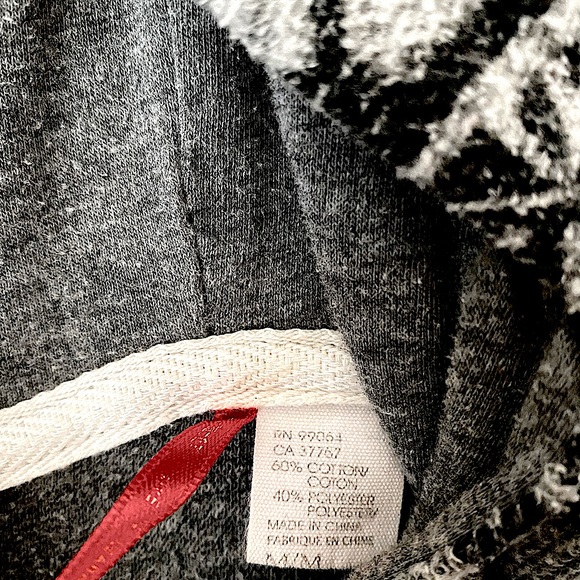 RN 99064
CA 37767
60% COTTON/
COTON
40% POLYESTER
POLYESTER
MADE IN CHINA
FABRIQUE EN CHINE
M/M